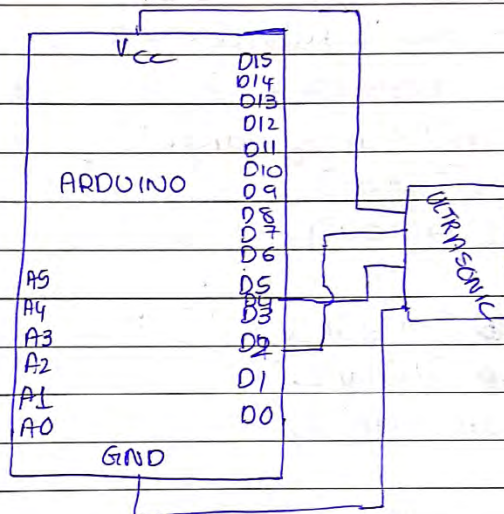 Vcc
D15
D14
D13
D12
D11
ARDUINO
D10
D9
D8
D7
D6
ULTRASONIC
A5
D5
A4
D4
D3
A3
D2
A2
D1
A1
D0
A0
GND